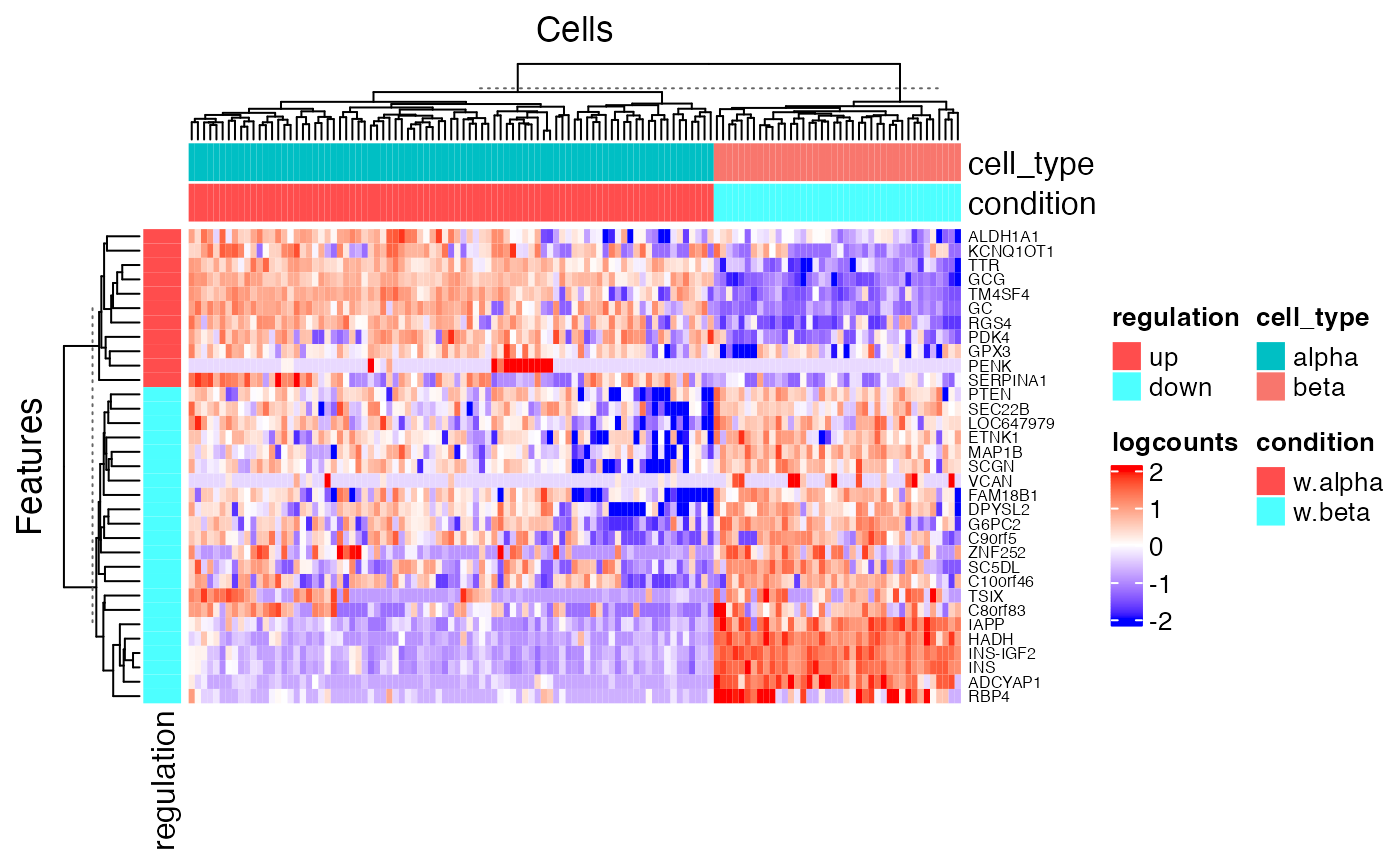 Cells
cell_type
condition
ALDH1A1
KCNQ1OT1
TTR
GCG
TM4SF4
GC
RGS4
PDK4
GPX3
PENK
SERPINA1
PTEN
SEC22B
LOC647979
ETNK1
MAP1B
SCGN
VCAN
FAM18B1
DPYSL2
G6PC2
C9orf5
ZNF252
SC5DL
C10orf46
TSIX
C8orf83
IAPP
HADH
INS-IGF2
INS
ADCYAP1
RBP4
Features
regulation
regulation
up
down
cell_type
alpha
beta
logcounts
2
1
0
-1
-2
condition
w.alpha
w.beta